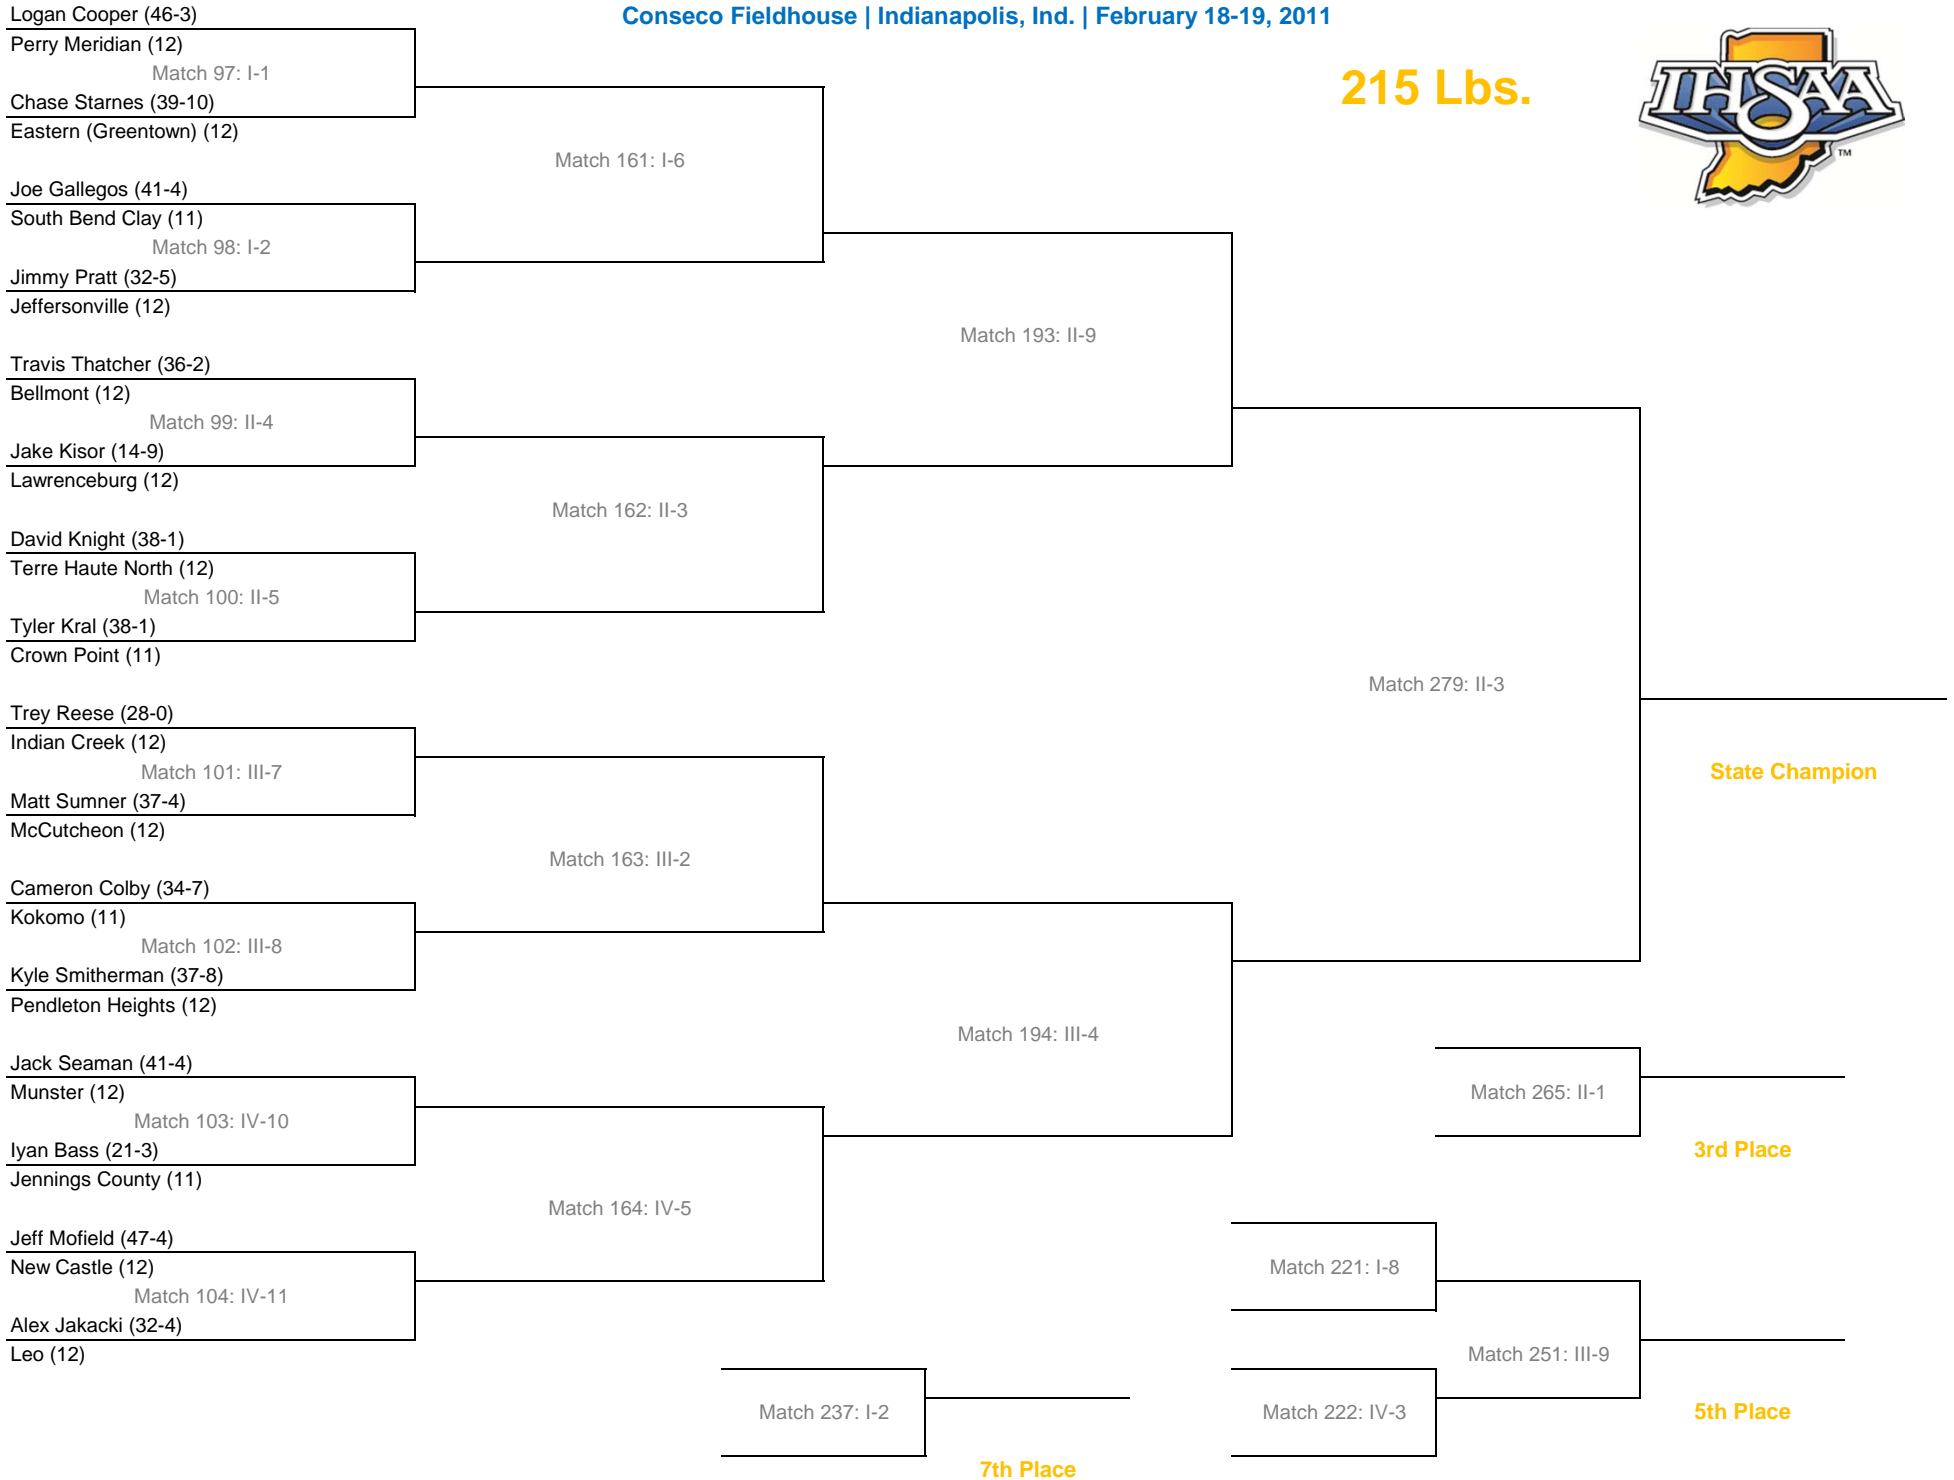 Logan Cooper (46-3)
Conseco Fieldhouse | Indianapolis, Ind. | February 18-19, 2011
Perry Meridian (12)
Match 97: I-1
215 Lbs.
IHSAA
TM
Chase Starnes (39-10)
Eastern (Greentown) (12)
Match 161: I-6
Joe Gallegos (41-4)
South Bend Clay (11)
Match 98: I-2
Jimmy Pratt (32-5)
Jeffersonville (12)
Match 193: II-9
Travis Thatcher (36-2)
Bellmont (12)
Match 99: II-4
Jake Kisor (14-9)
Lawrenceburg (12)
Match 162: II-3
David Knight (38-1)
Terre Haute North (12)
Match 100: II-5
Tyler Kral (38-1)
Crown Point (11)
Match 279: II-3
Trey Reese (28-0)
Indian Creek (12)
Match 101: III-7
State Champion
Matt Sumner (37-4)
McCutcheon (12)
Match 163: III-2
Cameron Colby (34-7)
Kokomo (11)
Match 102: III-8
Kyle Smitherman (37-8)
Pendleton Heights (12)
Match 194: III-4
Jack Seaman (41-4)
Munster (12)
Match 265: II-1
Match 103: IV-10
Iyan Bass (21-3)
3rd Place
Jennings County (11)
Match 164: IV-5
Jeff Mofield (47-4)
New Castle (12)
Match 221: I-8
Match 104: IV-11
Alex Jakacki (32-4)
Leo (12)
Match 251: III-9
Match 237: I-2
Match 222: IV-3
5th Place
7th Place